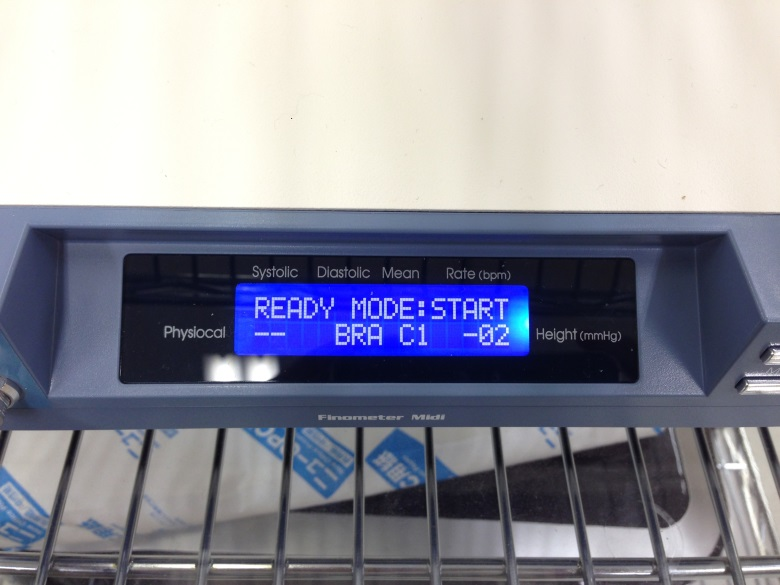 Systolic Diastolic Mean Rate (bpm)
READY MODE:START
Physiocal -- BRA C1 -02 Height (mmHg)
Finometer Midi